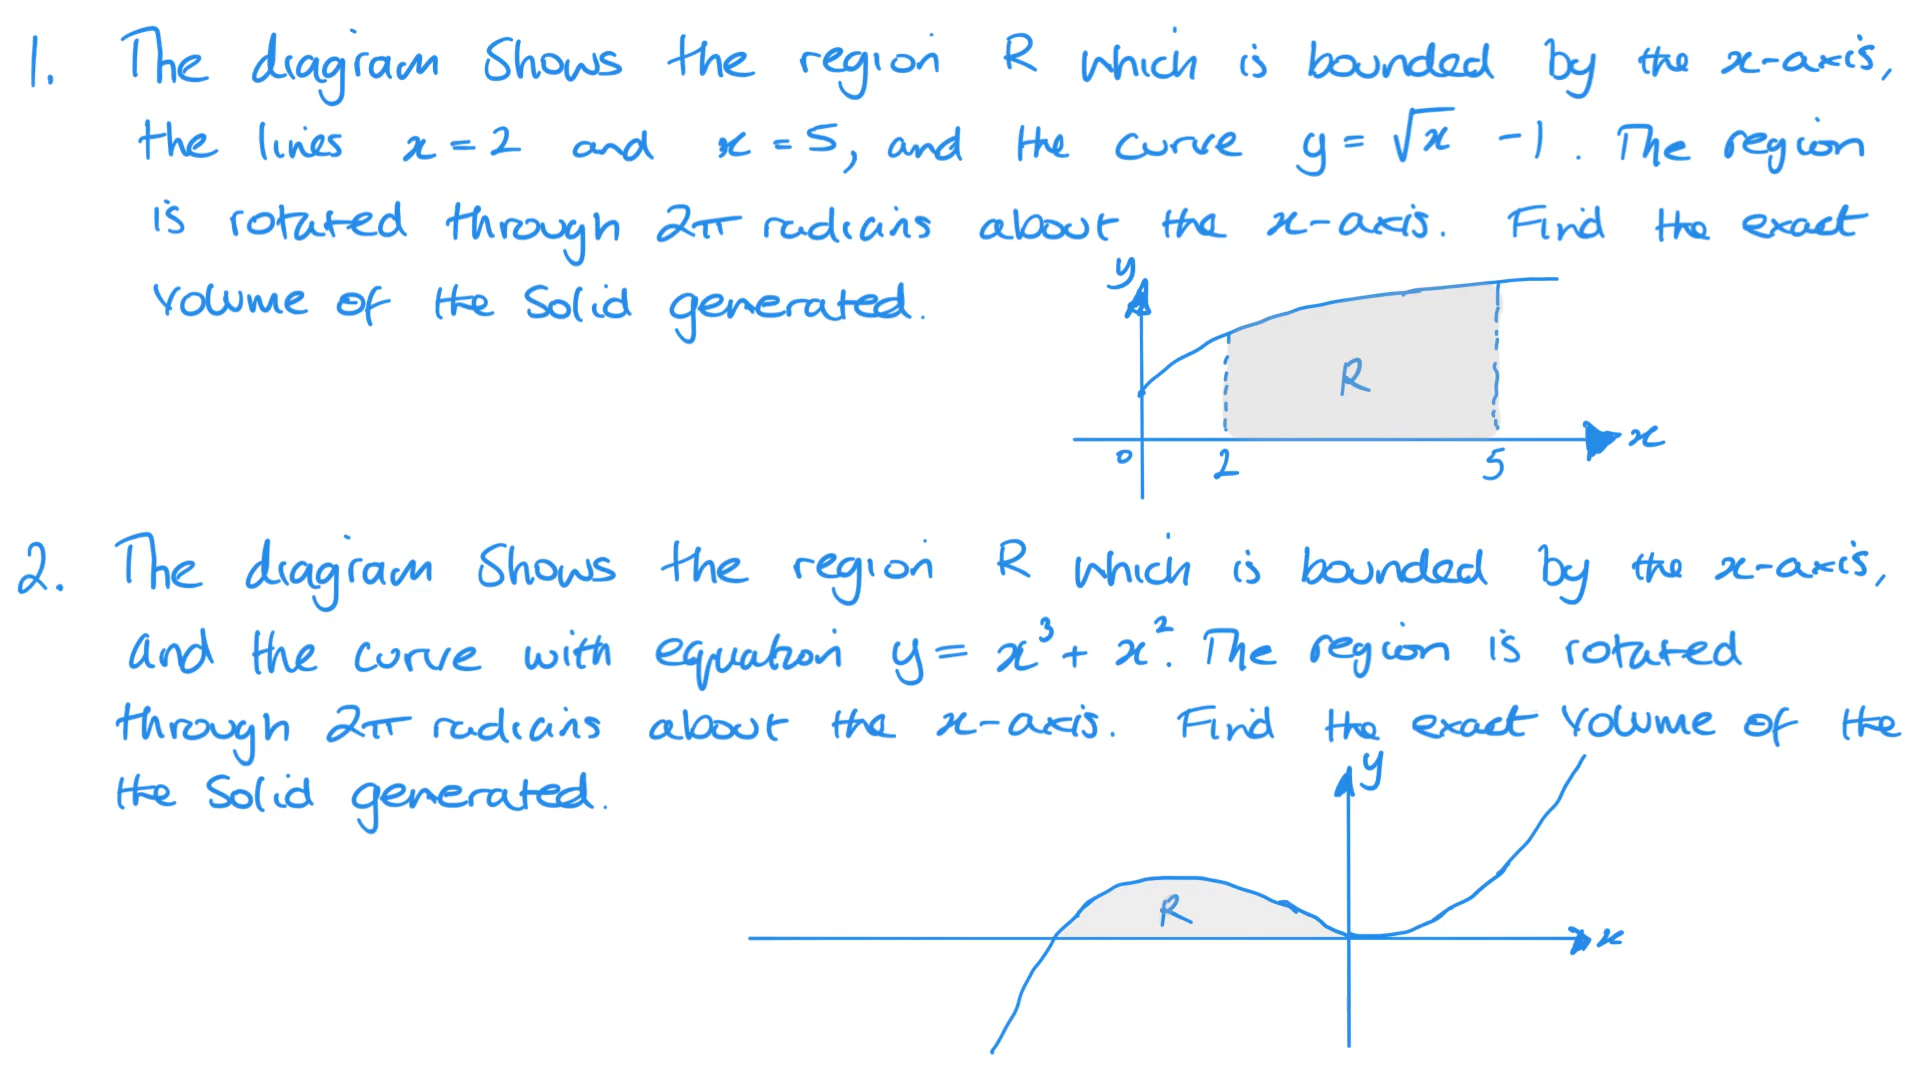 1. The diagram shows the region R which is bounded by the x-axis,
the lines x = 2 and x = 5, and the curve y = √x - 1. The region
is rotated through 2π radians about the x-axis. Find the exact
volume of the solid generated.
y
R
x
0 2 5
2. The diagram shows the region R which is bounded by the x-axis,
and the curve with equation y = x³ + x². The region is rotated
through 2π radians about the x-axis. Find the exact volume of the
the solid generated.
y
R
x